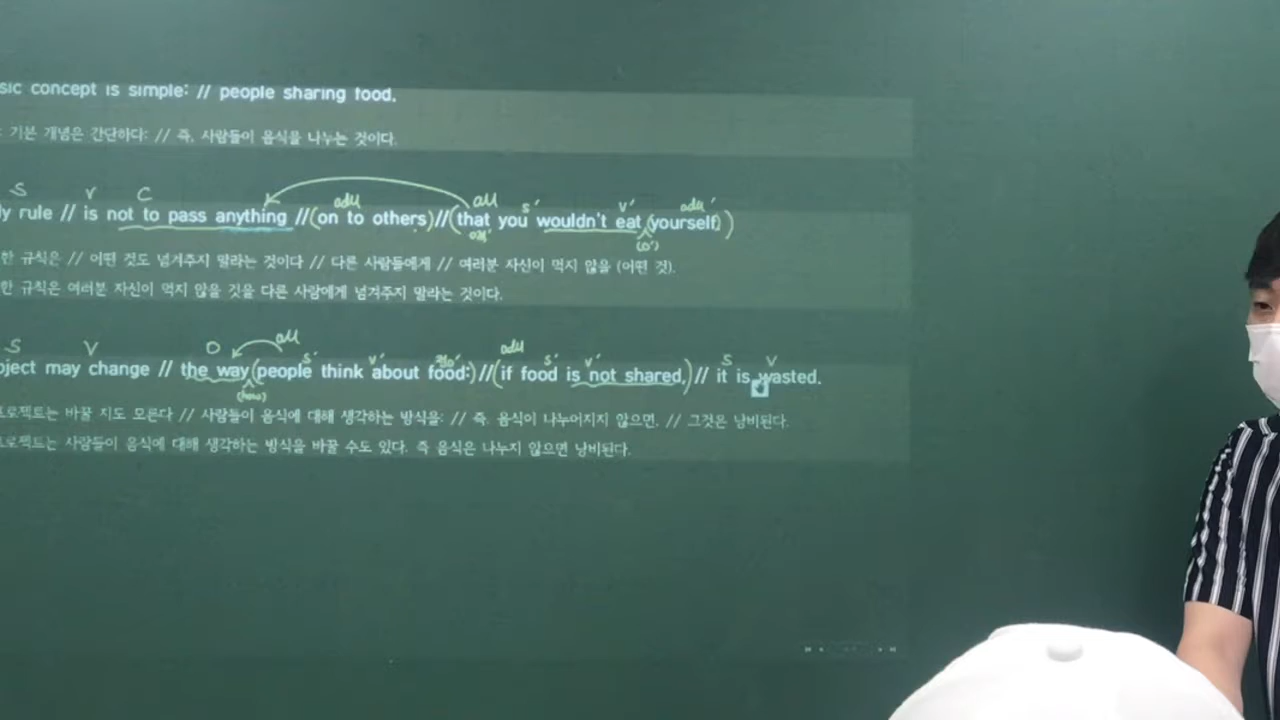 sic concept is simple: // people sharing food.
: 기본 개념은 간단하다: // 즉, 사람들이 음식을 나누는 것이다.
S V C adv all s' v' adv'
ly rule // is not to pass anything //(on to others)//(that you wouldn't eat (yourself.)
(o')
한 규칙은 // 어떤 것도 넘겨주지 말라는 것이다 // 다른 사람들에게 // 여러분 자신이 먹지 않을 (어떤 것).
한 규칙은 여러분 자신이 먹지 않을 것을 다른 사람에게 넘겨주지 말라는 것이다.
S V O all s' v' adv s' v' S V
oject may change // the way (people think about food:)//(if food is not shared,)// it is wasted.
(how)
프로젝트는 바꿀 지도 모른다 // 사람들이 음식에 대해 생각하는 방식을: // 즉. 음식이 나누어지지 않으면. // 그것은 낭비된다.
프로젝트는 사람들이 음식에 대해 생각하는 방식을 바꿀 수도 있다. 즉 음식은 나누지 않으면 낭비된다.